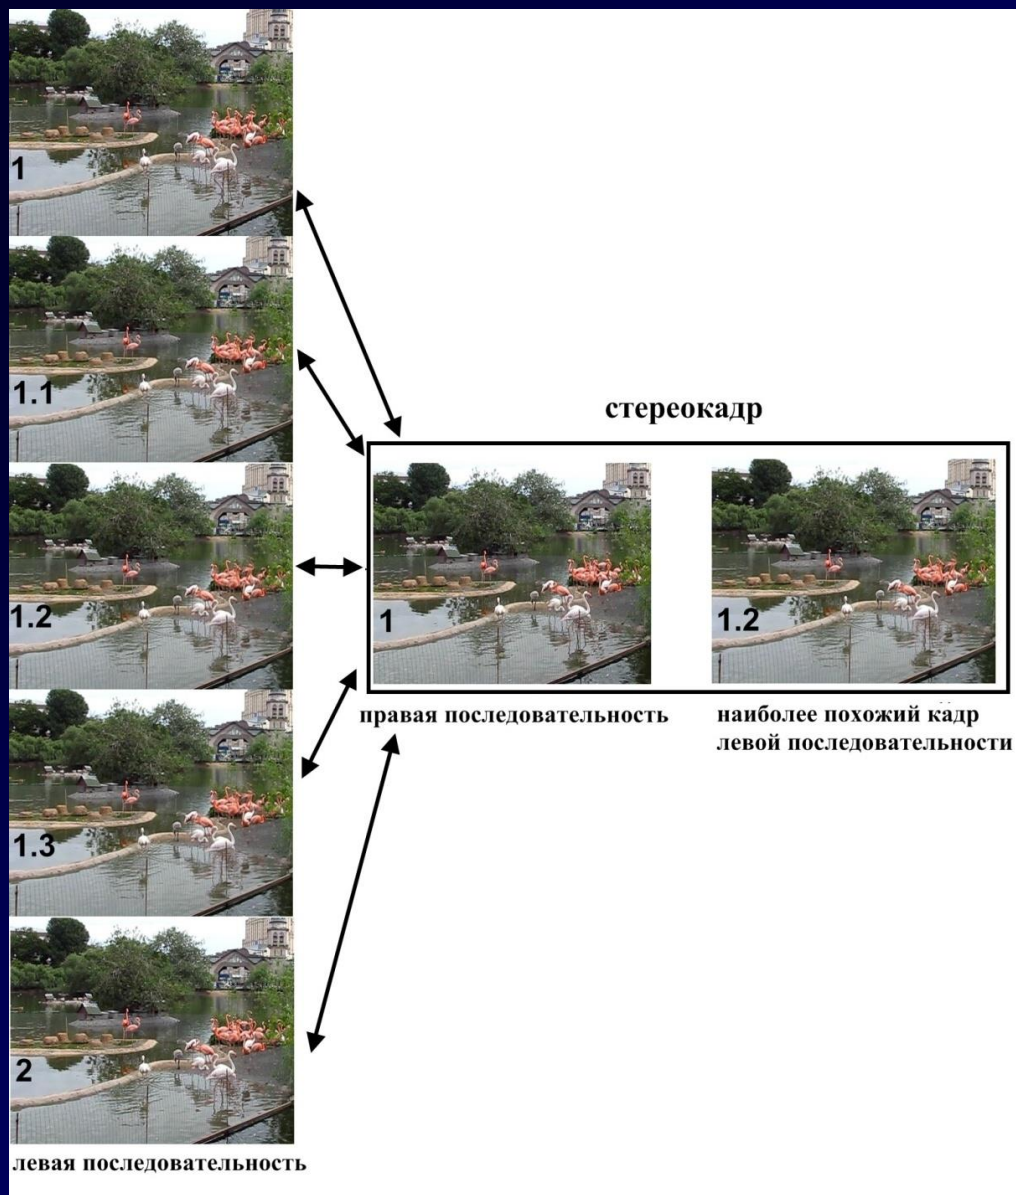 1
1.1
стереокадр
1.2
1
1.2
правая последовательность
наиболее похожий кадр
левой последовательности
1.3
2
левая последовательность